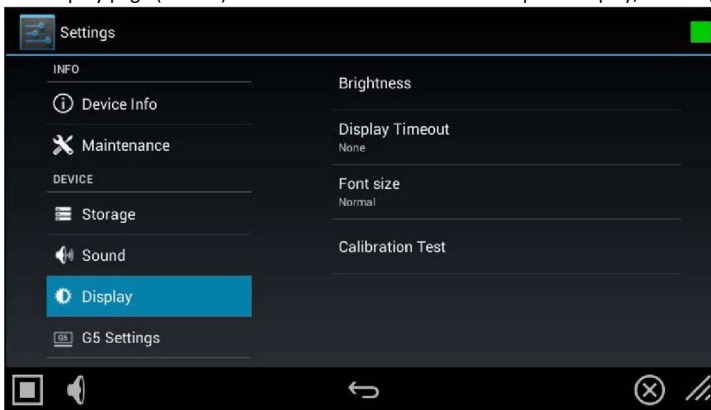 Settings
INFO
Device Info
Maintenance
DEVICE
Storage
Sound
Display
G5 Settings
Brightness
Display Timeout
None
Font size
Normal
Calibration Test